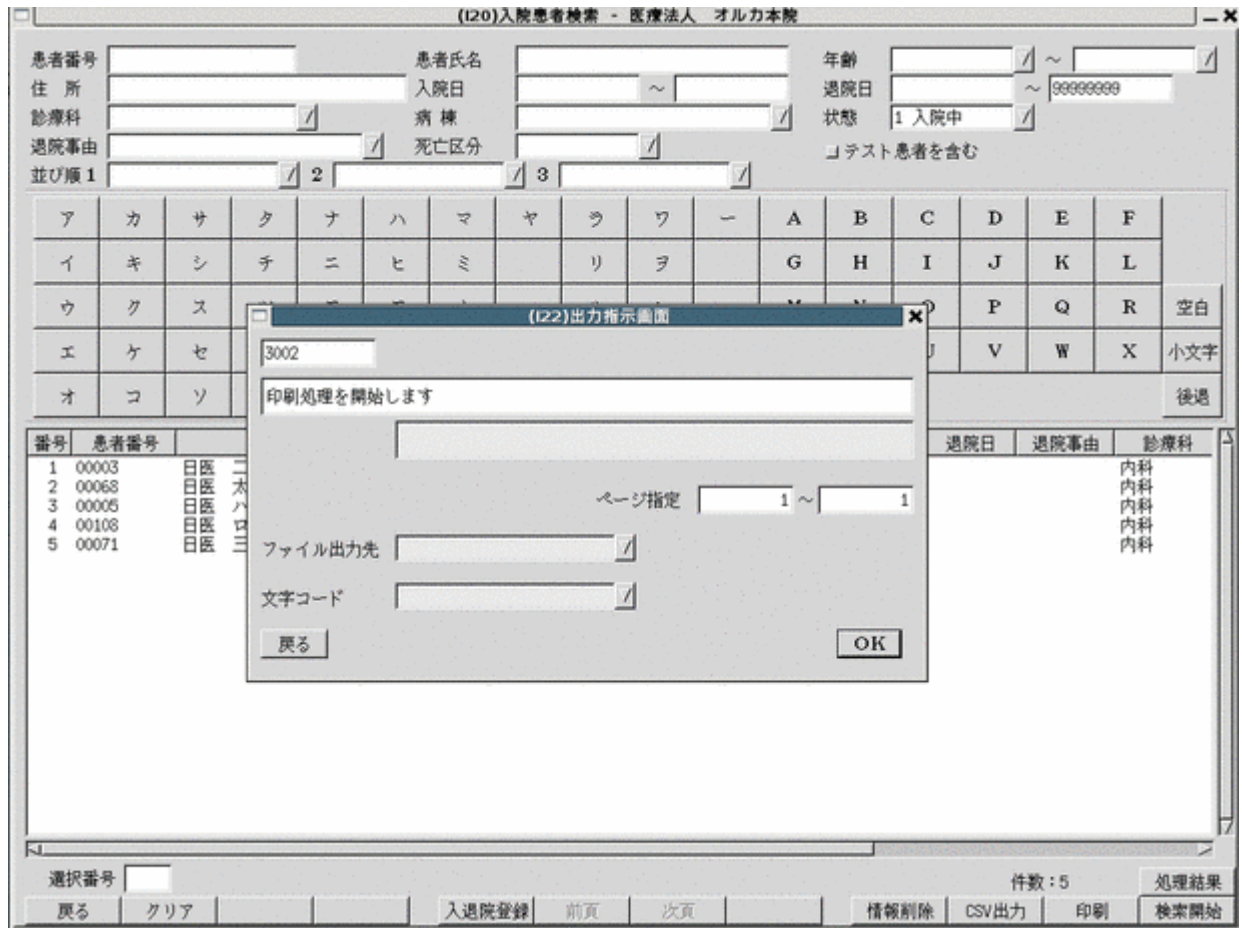 (I20)入院患者検索 - 医療法人 オルカ本院
患者番号 患者氏名 年齢 ~
住 所 入院日 ~ 退院日 ~ 99999999
診療科 病 棟 状態 1 入院中
退院事由 死亡区分 テスト患者を含む
並び順1 2 3
ア カ サ タ ナ ハ マ ヤ ラ ワ ー A B C D E F
イ キ シ チ ニ ヒ ミ リ ヲ G H I J K L
ウ ク ス P Q R 空白
エ ケ セ V W X 小文字
オ コ ソ 後退
(I22)出力指示画面
3002
印刷処理を開始します
ページ指定 1 ~ 1
ファイル出力先
文字コード
戻る OK
番号 患者番号 退院日 退院事由 診療科
1 00003 日医 二 内科
2 00068 日医 太 内科
3 00005 日医 ハ 内科
4 00108 日医 ロ 内科
5 00071 日医 三 内科
選択番号 件数:5 処理結果
戻る クリア 入退院登録 前頁 次頁 情報削除 CSV出力 印刷 検索開始